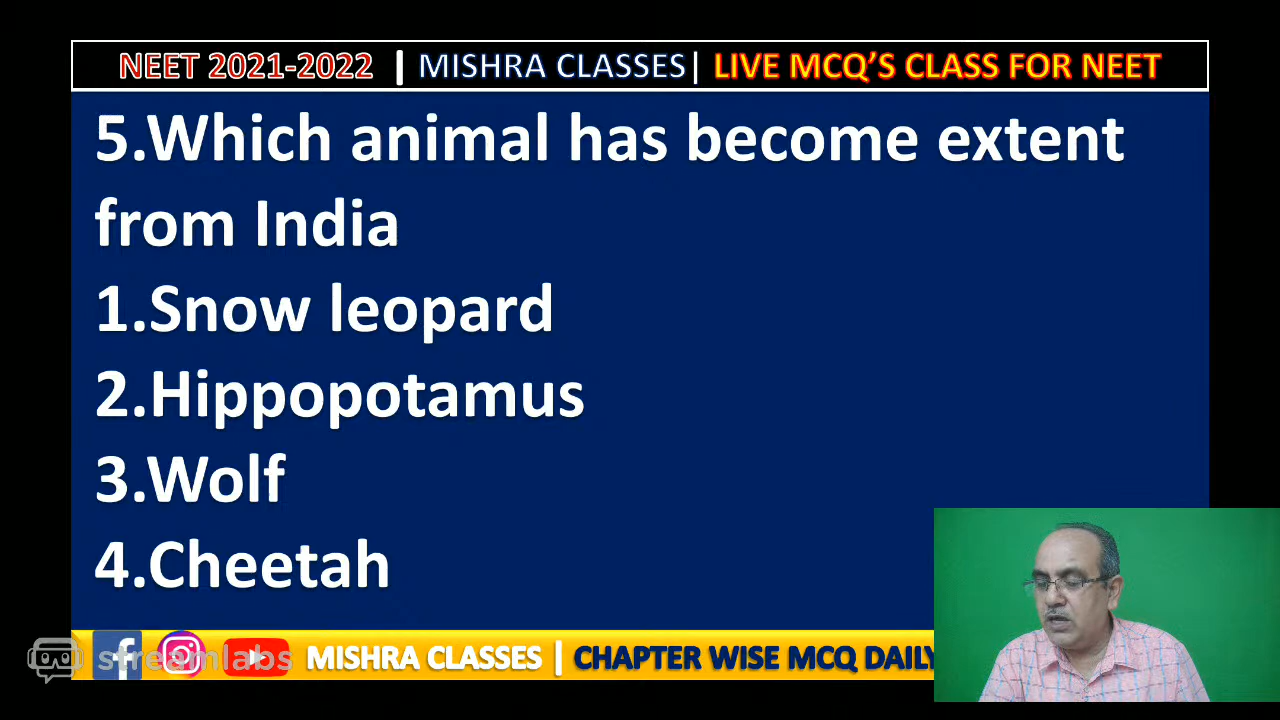 NEET 2021-2022 | MISHRA CLASSES| LIVE MCQ’S CLASS FOR NEET
5.Which animal has become extent
from India
1.Snow leopard
2.Hippopotamus
3.Wolf
4.Cheetah
streamlabs MISHRA CLASSES | CHAPTER WISE MCQ DAILY